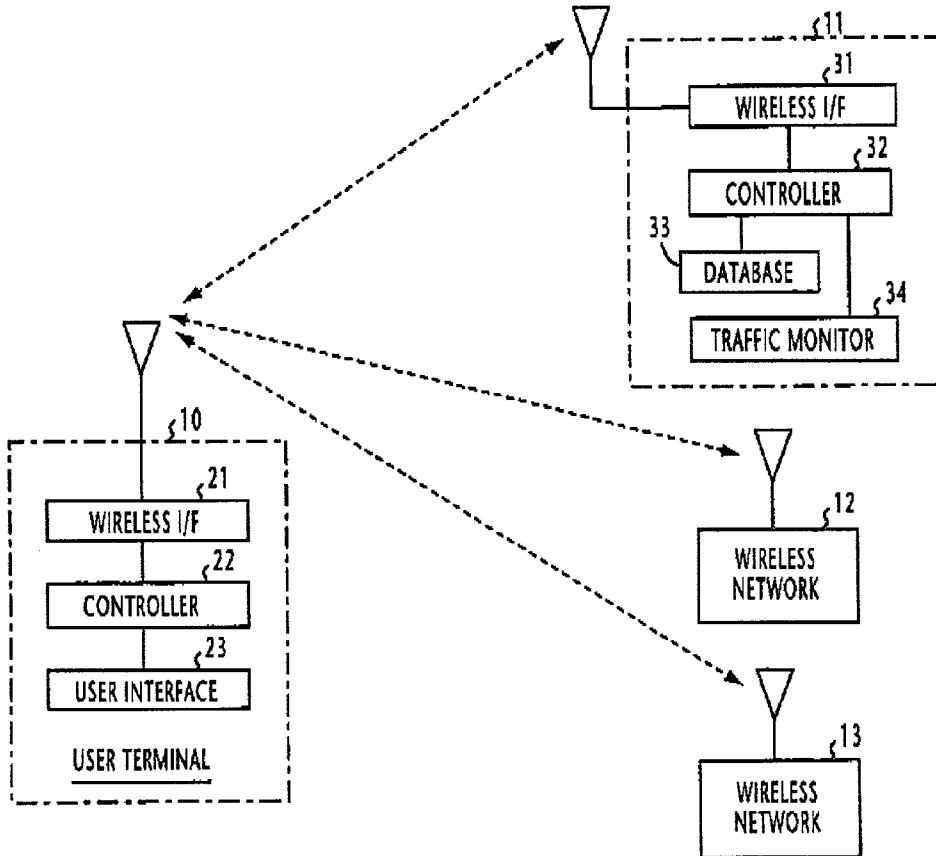 11
31
WIRELESS I/F
32
CONTROLLER
33
DATABASE
34
TRAFFIC MONITOR
10
21
WIRELESS I/F
22
CONTROLLER
23
USER INTERFACE
USER TERMINAL
12
WIRELESS
NETWORK
13
WIRELESS
NETWORK